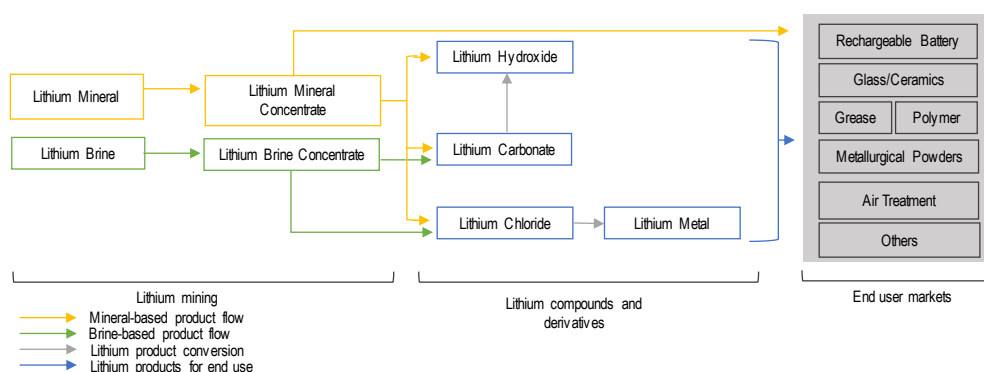 Lithium Mineral
Lithium Mineral
Concentrate
Lithium Brine
Lithium Brine Concentrate
Lithium Hydroxide
Lithium Carbonate
Lithium Chloride
Lithium Metal
Rechargeable Battery
Glass/Ceramics
Grease
Polymer
Metallurgical Powders
Air Treatment
Others
Lithium mining
Lithium compounds and
derivatives
End user markets
Mineral-based product flow
Brine-based product flow
Lithium product conversion
Lithium products for end use